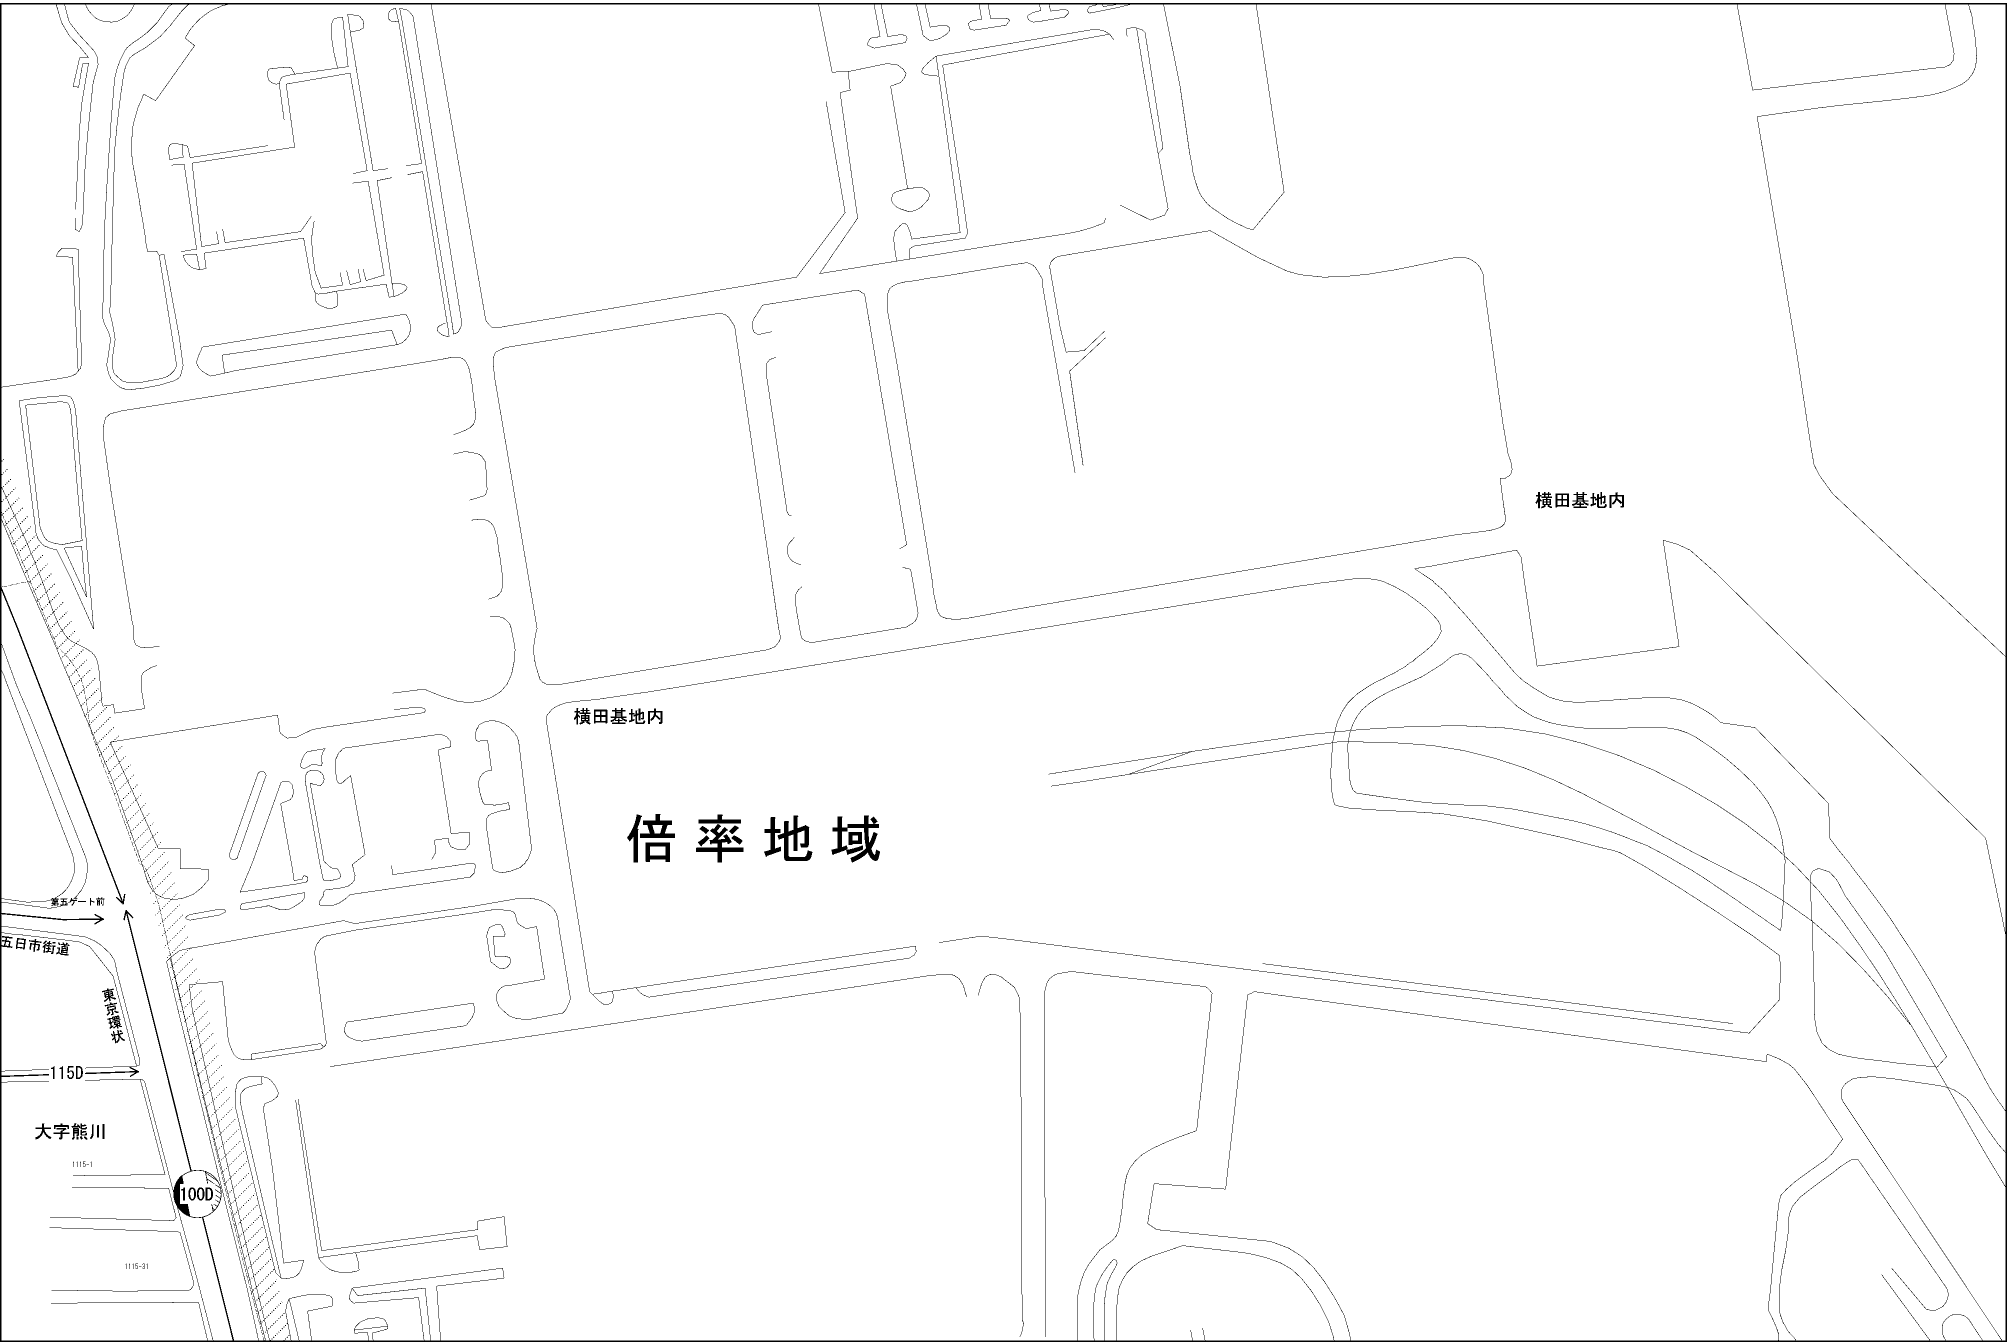 横田基地内
横田基地内
倍率地域
第五ゲート前
五日市街道
東京環状
115D
大字熊川
1115-1
100D
1115-31